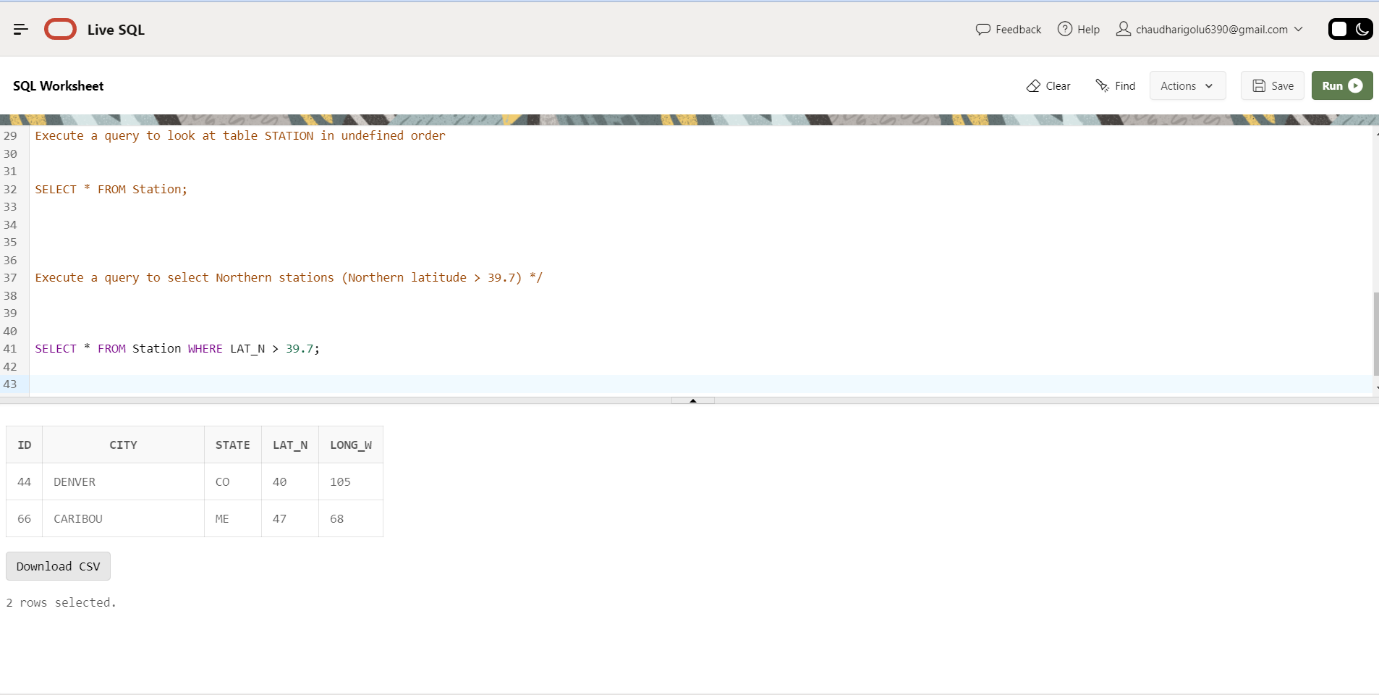 Live SQL Feedback Help chaudharigolu6390@gmail.com
SQL Worksheet Clear Find Actions Save Run
29 Execute a query to look at table STATION in undefined order
30
31
32 SELECT * FROM Station;
33
34
35
36
37 Execute a query to select Northern stations (Northern latitude > 39.7) */
38
39
40
41 SELECT * FROM Station WHERE LAT_N > 39.7;
42
43
ID CITY STATE LAT_N LONG_W
44 DENVER CO 40 105
66 CARIBOU ME 47 68
Download CSV
2 rows selected.